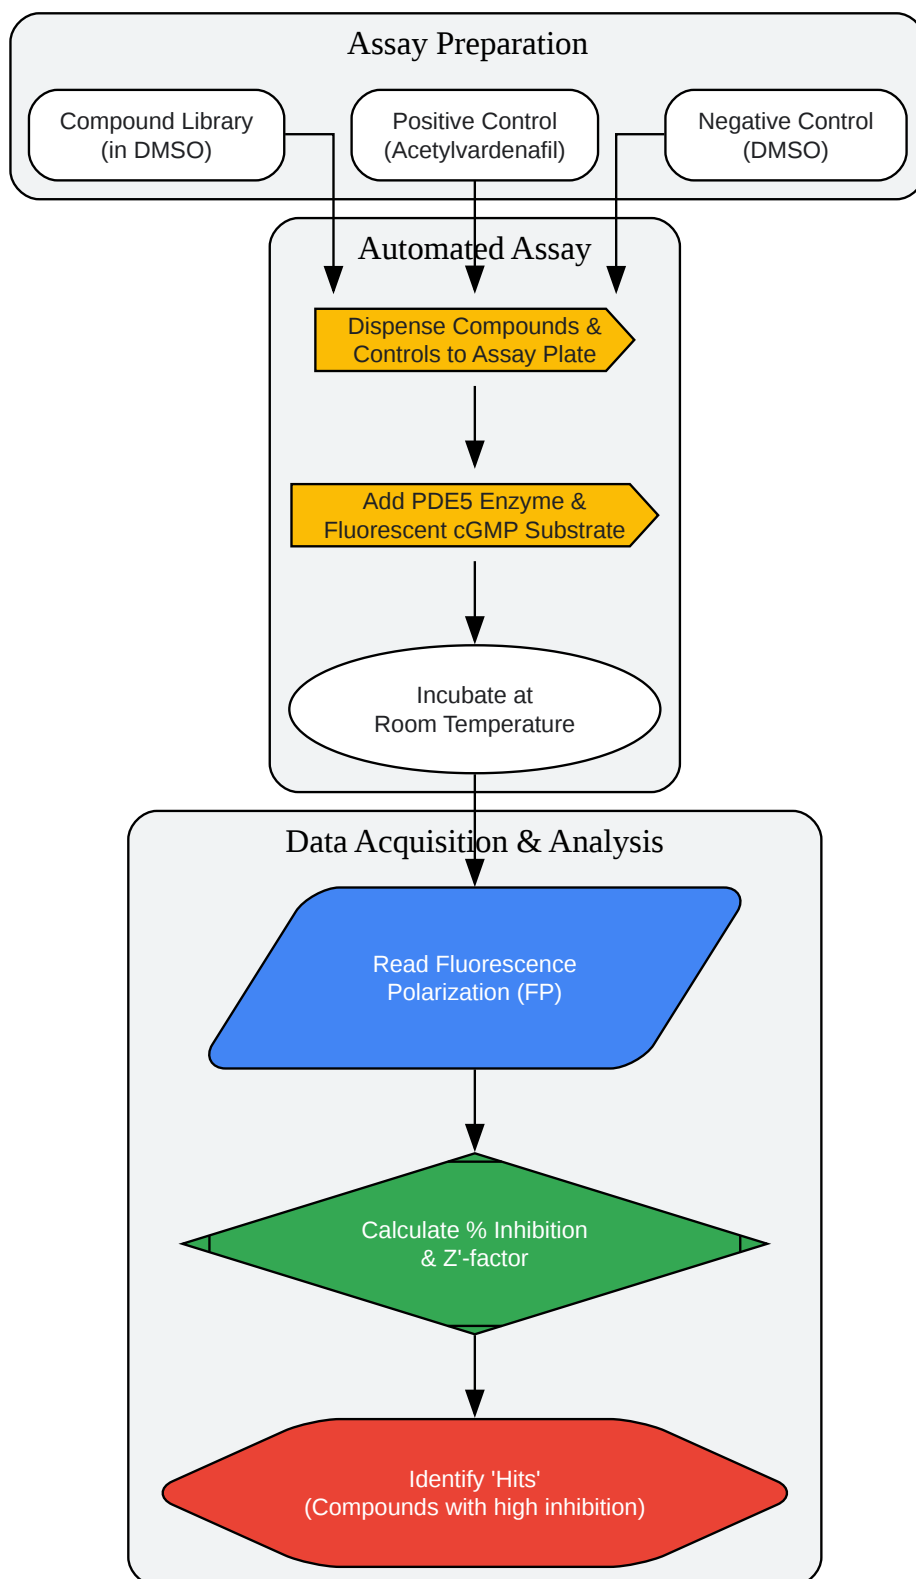 Assay Preparation
Compound Library
(in DMSO)
Positive Control
(Acetylvardenafil)
Negative Control
(DMSO)
Automated Assay
Dispense Compounds &
Controls to Assay Plate
Add PDE5 Enzyme &
Fluorescent cGMP Substrate
Incubate at
Room Temperature
Data Acquisition & Analysis
Read Fluorescence
Polarization (FP)
Calculate % Inhibition
& Z'-factor
Identify 'Hits'
(Compounds with high inhibition)